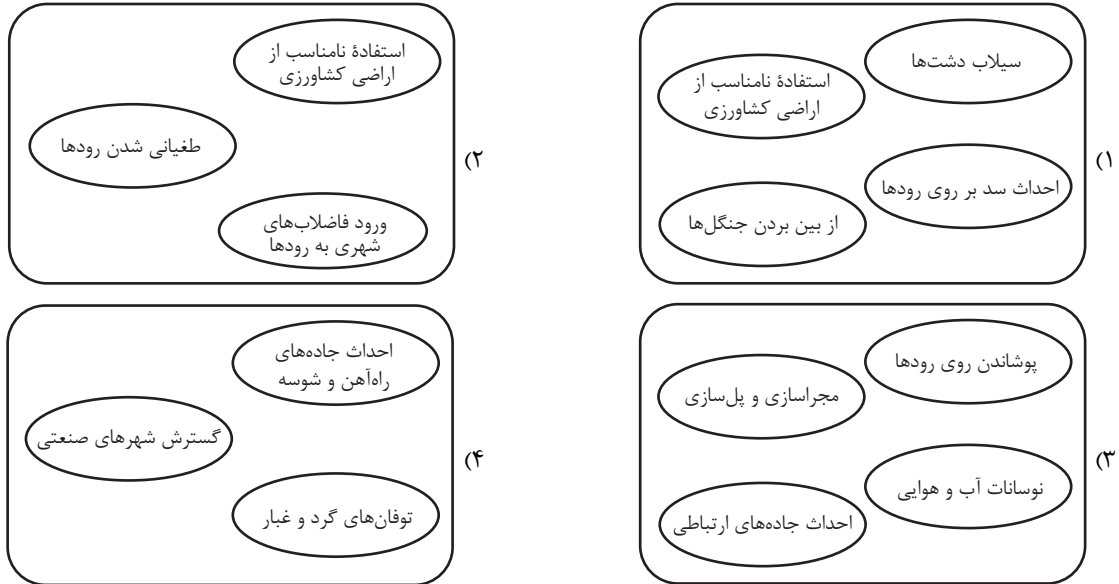 ۱)
سیلاب دشت‌ها
استفادهٔ نامناسب از
اراضی کشاورزی
احداث سد بر روی رودها
از بین بردن جنگل‌ها
۲)
استفادهٔ نامناسب از
اراضی کشاورزی
طغیانی شدن رودها
ورود فاضلاب‌های
شهری به رودها
۳)
پوشاندن روی رودها
مجراسازی و پل‌سازی
نوسانات آب و هوایی
احداث جاده‌های ارتباطی
۴)
احداث جاده‌های
راه‌آهن و شوسه
گسترش شهرهای صنعتی
توفان‌های گرد و غبار